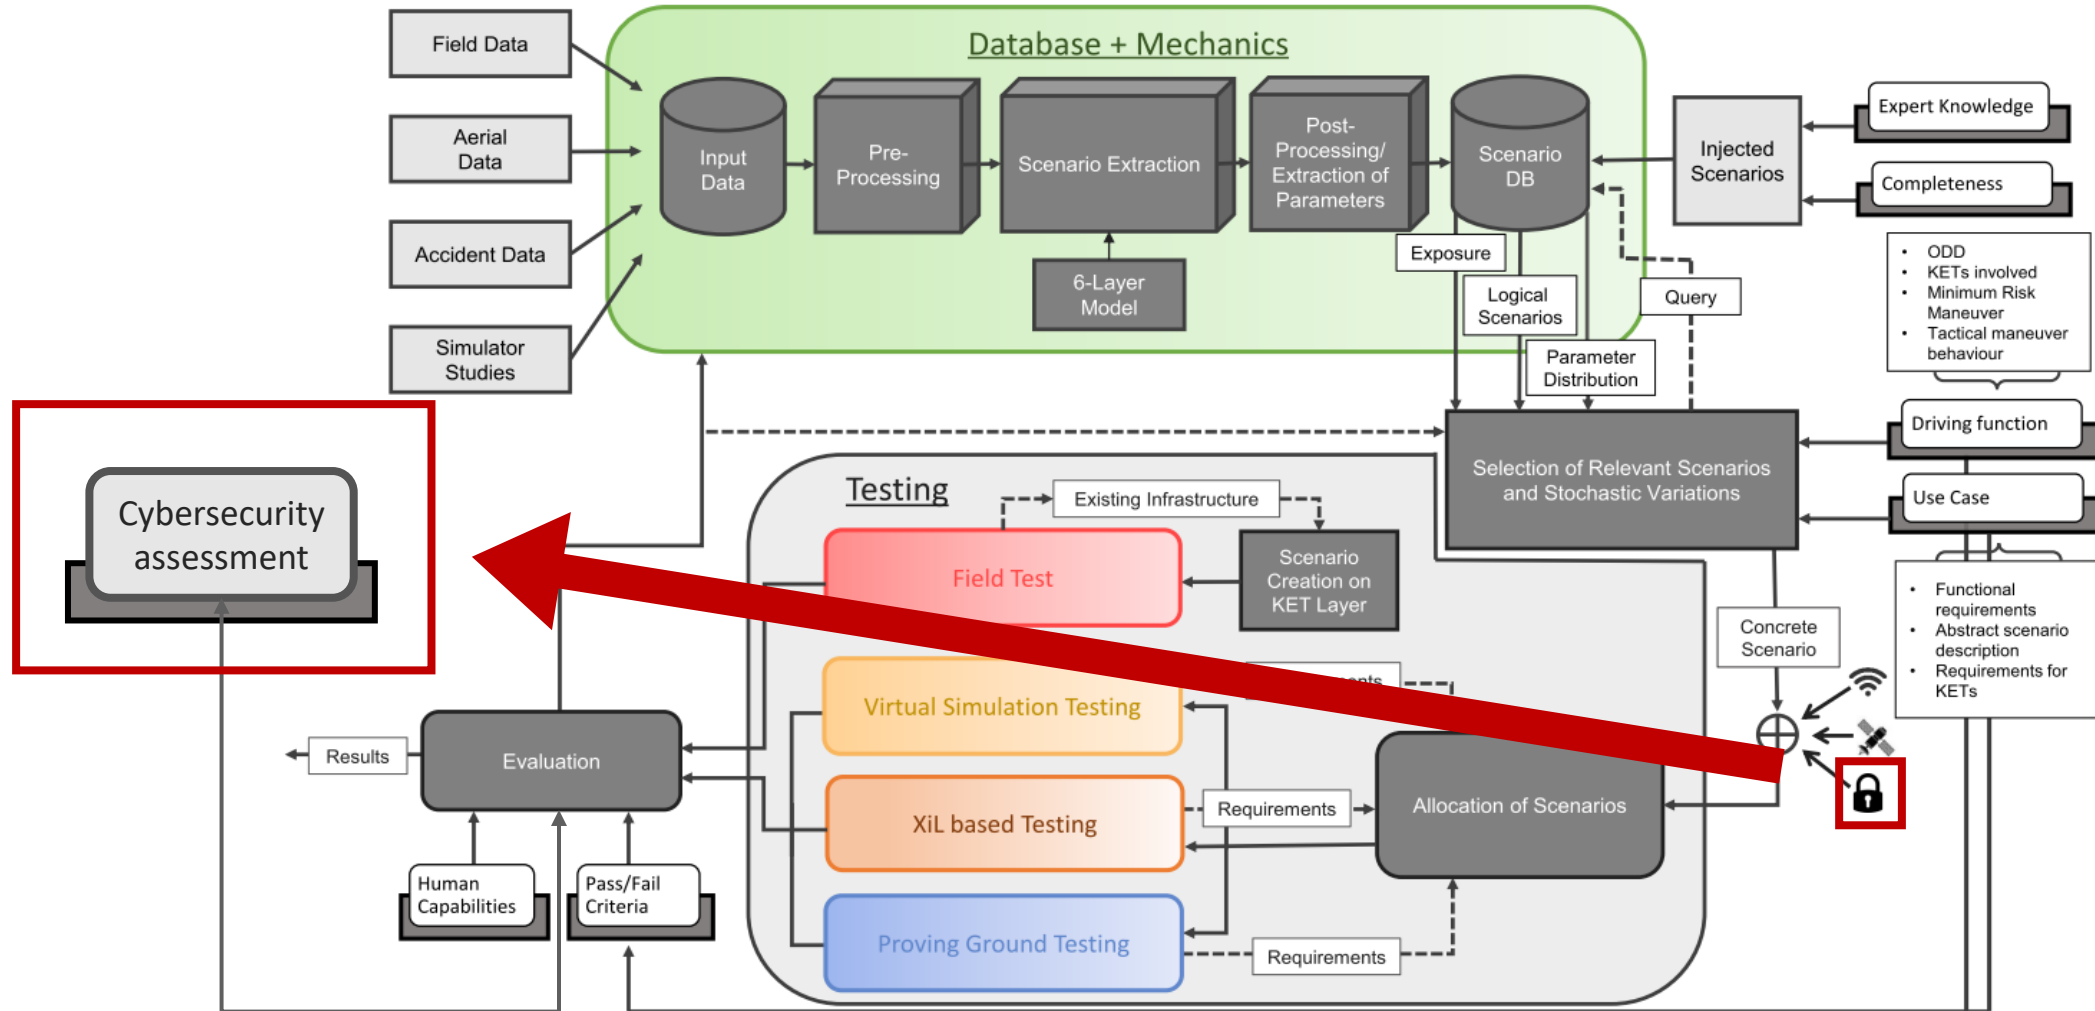 Field Data
Aerial
Data
Accident Data
Simulator
Studies
Database + Mechanics
Input
Data
Pre-
Processing
Scenario Extraction
6-Layer
Model
Post-
Processing/
Extraction of
Parameters
Scenario
DB
Injected
Scenarios
Expert Knowledge
Completeness
Exposure
Logical
Scenarios
Parameter
Distribution
Query
• ODD
• KETs involved
• Minimum Risk
Maneuver
• Tactical maneuver
behaviour
Driving function
Use Case
• Functional
requirements
• Abstract scenario
description
• Requirements for
KETs
Selection of Relevant Scenarios
and Stochastic Variations
Concrete
Scenario
Cybersecurity
assessment
Testing
Existing Infrastructure
Field Test
Scenario
Creation on
KET Layer
Virtual Simulation Testing
XiL based Testing
Requirements
Allocation of Scenarios
Proving Ground Testing
Requirements
Results
Evaluation
Human
Capabilities
Pass/Fail
Criteria